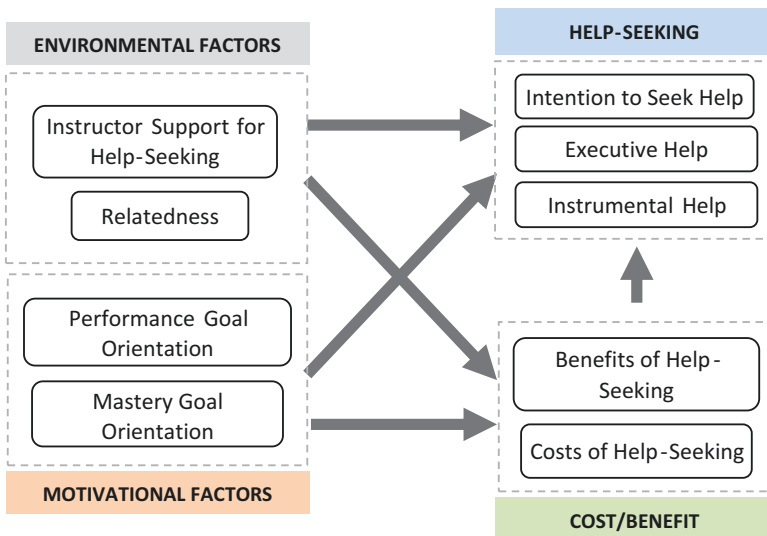 ENVIRONMENTAL FACTORS
Instructor Support for
Help-Seeking
Relatedness
Performance Goal
Orientation
Mastery Goal
Orientation
MOTIVATIONAL FACTORS
HELP-SEEKING
Intention to Seek Help
Executive Help
Instrumental Help
Benefits of Help-
Seeking
Costs of Help-Seeking
COST/BENEFIT